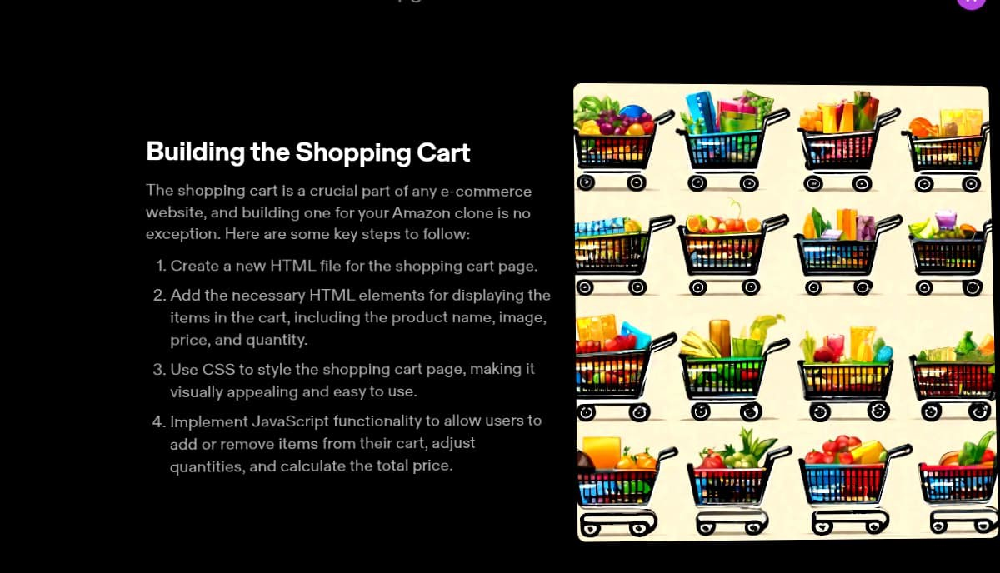 Building the Shopping Cart
The shopping cart is a crucial part of any e-commerce
website, and building one for your Amazon clone is no
exception. Here are some key steps to follow:
1. Create a new HTML file for the shopping cart page.
2. Add the necessary HTML elements for displaying the
items in the cart, including the product name, image,
price, and quantity.
3. Use CSS to style the shopping cart page, making it
visually appealing and easy to use.
4. Implement JavaScript functionality to allow users to
add or remove items from their cart, adjust
quantities, and calculate the total price.